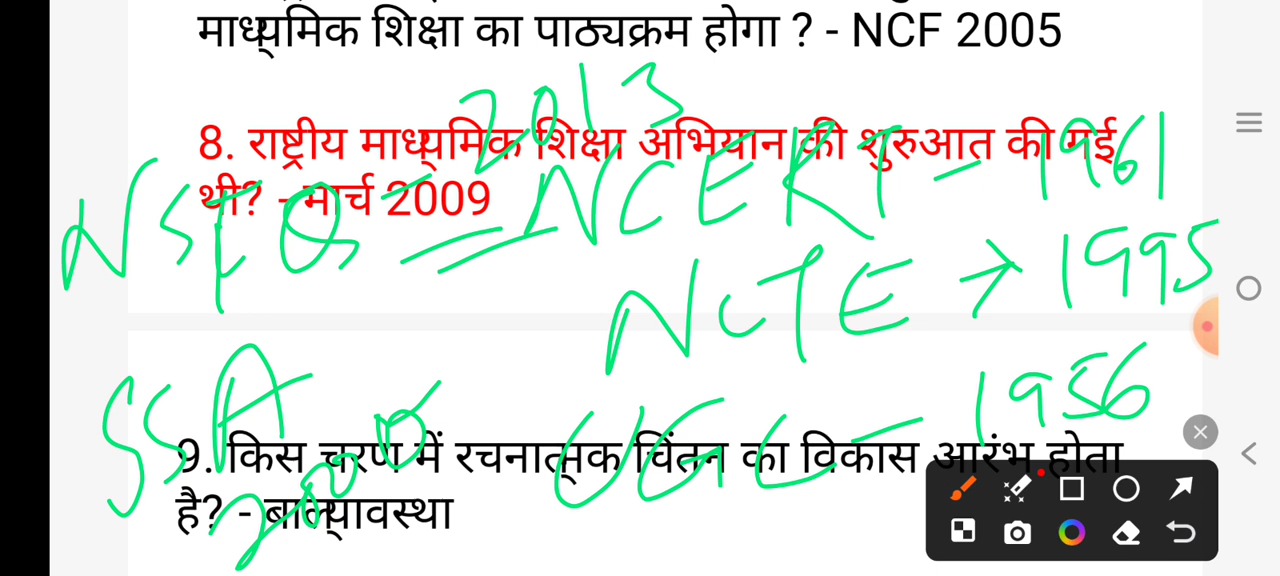 माध्यमिक शिक्षा का पाठ्यक्रम होगा ? - NCF 2005
2013
8. राष्ट्रीय माध्यमिक शिक्षा अभियान की शुरुआत की गई
थी? - मार्च 2009
NSFQ = NCERT - 1961
NCTE → 1995
SSA
2000
UGC - 1956
9. किस चरण में रचनात्मक चिंतन का विकास आरंभ होता
है? - बाल्यावस्था